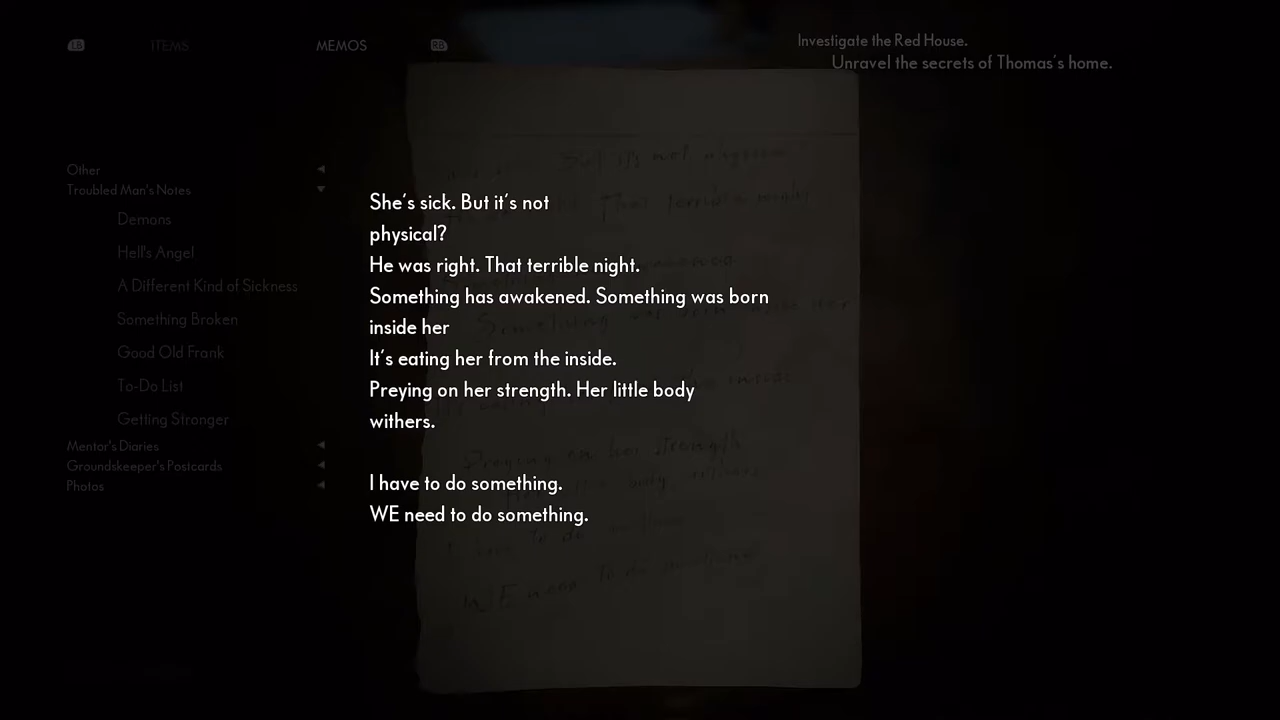 LB ITEMS MEMOS RB
Investigate the Red House.
Unravel the secrets of Thomas's home.
Other
Troubled Man's Notes
Demons
Hell's Angel
A Different Kind of Sickness
Something Broken
Good Old Frank
To-Do List
Getting Stronger
Mentor's Diaries
Groundskeeper's Postcards
Photos
She's sick. But it's not
physical?
He was right. That terrible night.
Something has awakened. Something was born
inside her
It's eating her from the inside.
Preying on her strength. Her little body
withers.
I have to do something.
WE need to do something.